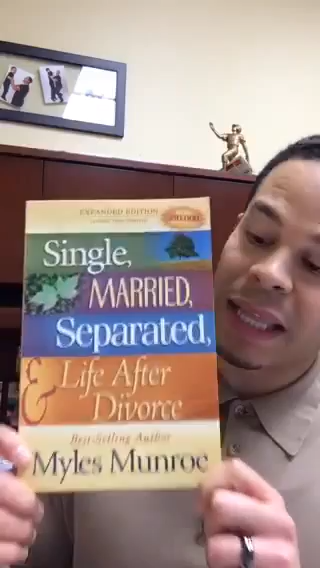 EXPANDED EDITION
Single,
MARRIED,
Separated,
& Life After
Divorce
Best-Selling Author
Myles Munroe